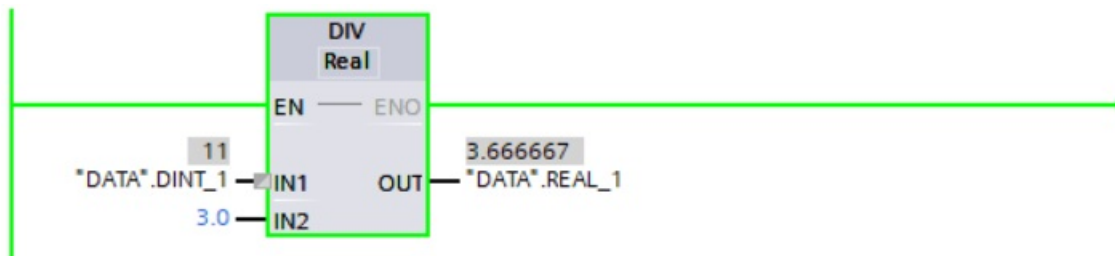 DIV
Real
EN ENO
11 3.666667
"DATA".DINT_1 IN1 OUT "DATA".REAL_1
3.0 IN2